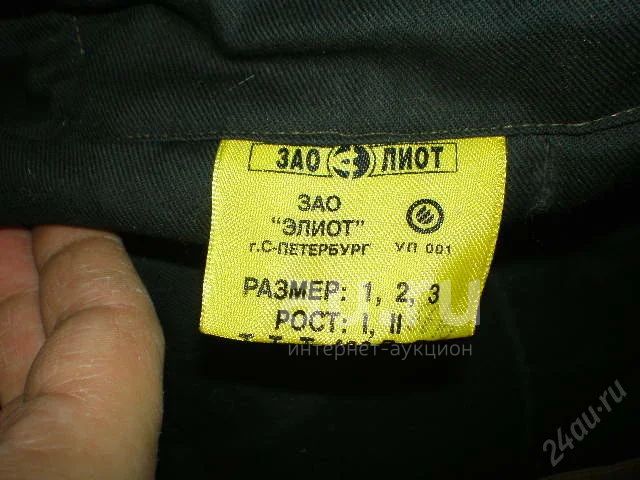 ЗАО Э ЛИОТ
ЗАО
"ЭЛИОТ"
г.С-ПЕТЕРБУРГ УП 001
РАЗМЕР: 1, 2, 3
РОСТ: I, II
интернет-аукцион
24au.ru